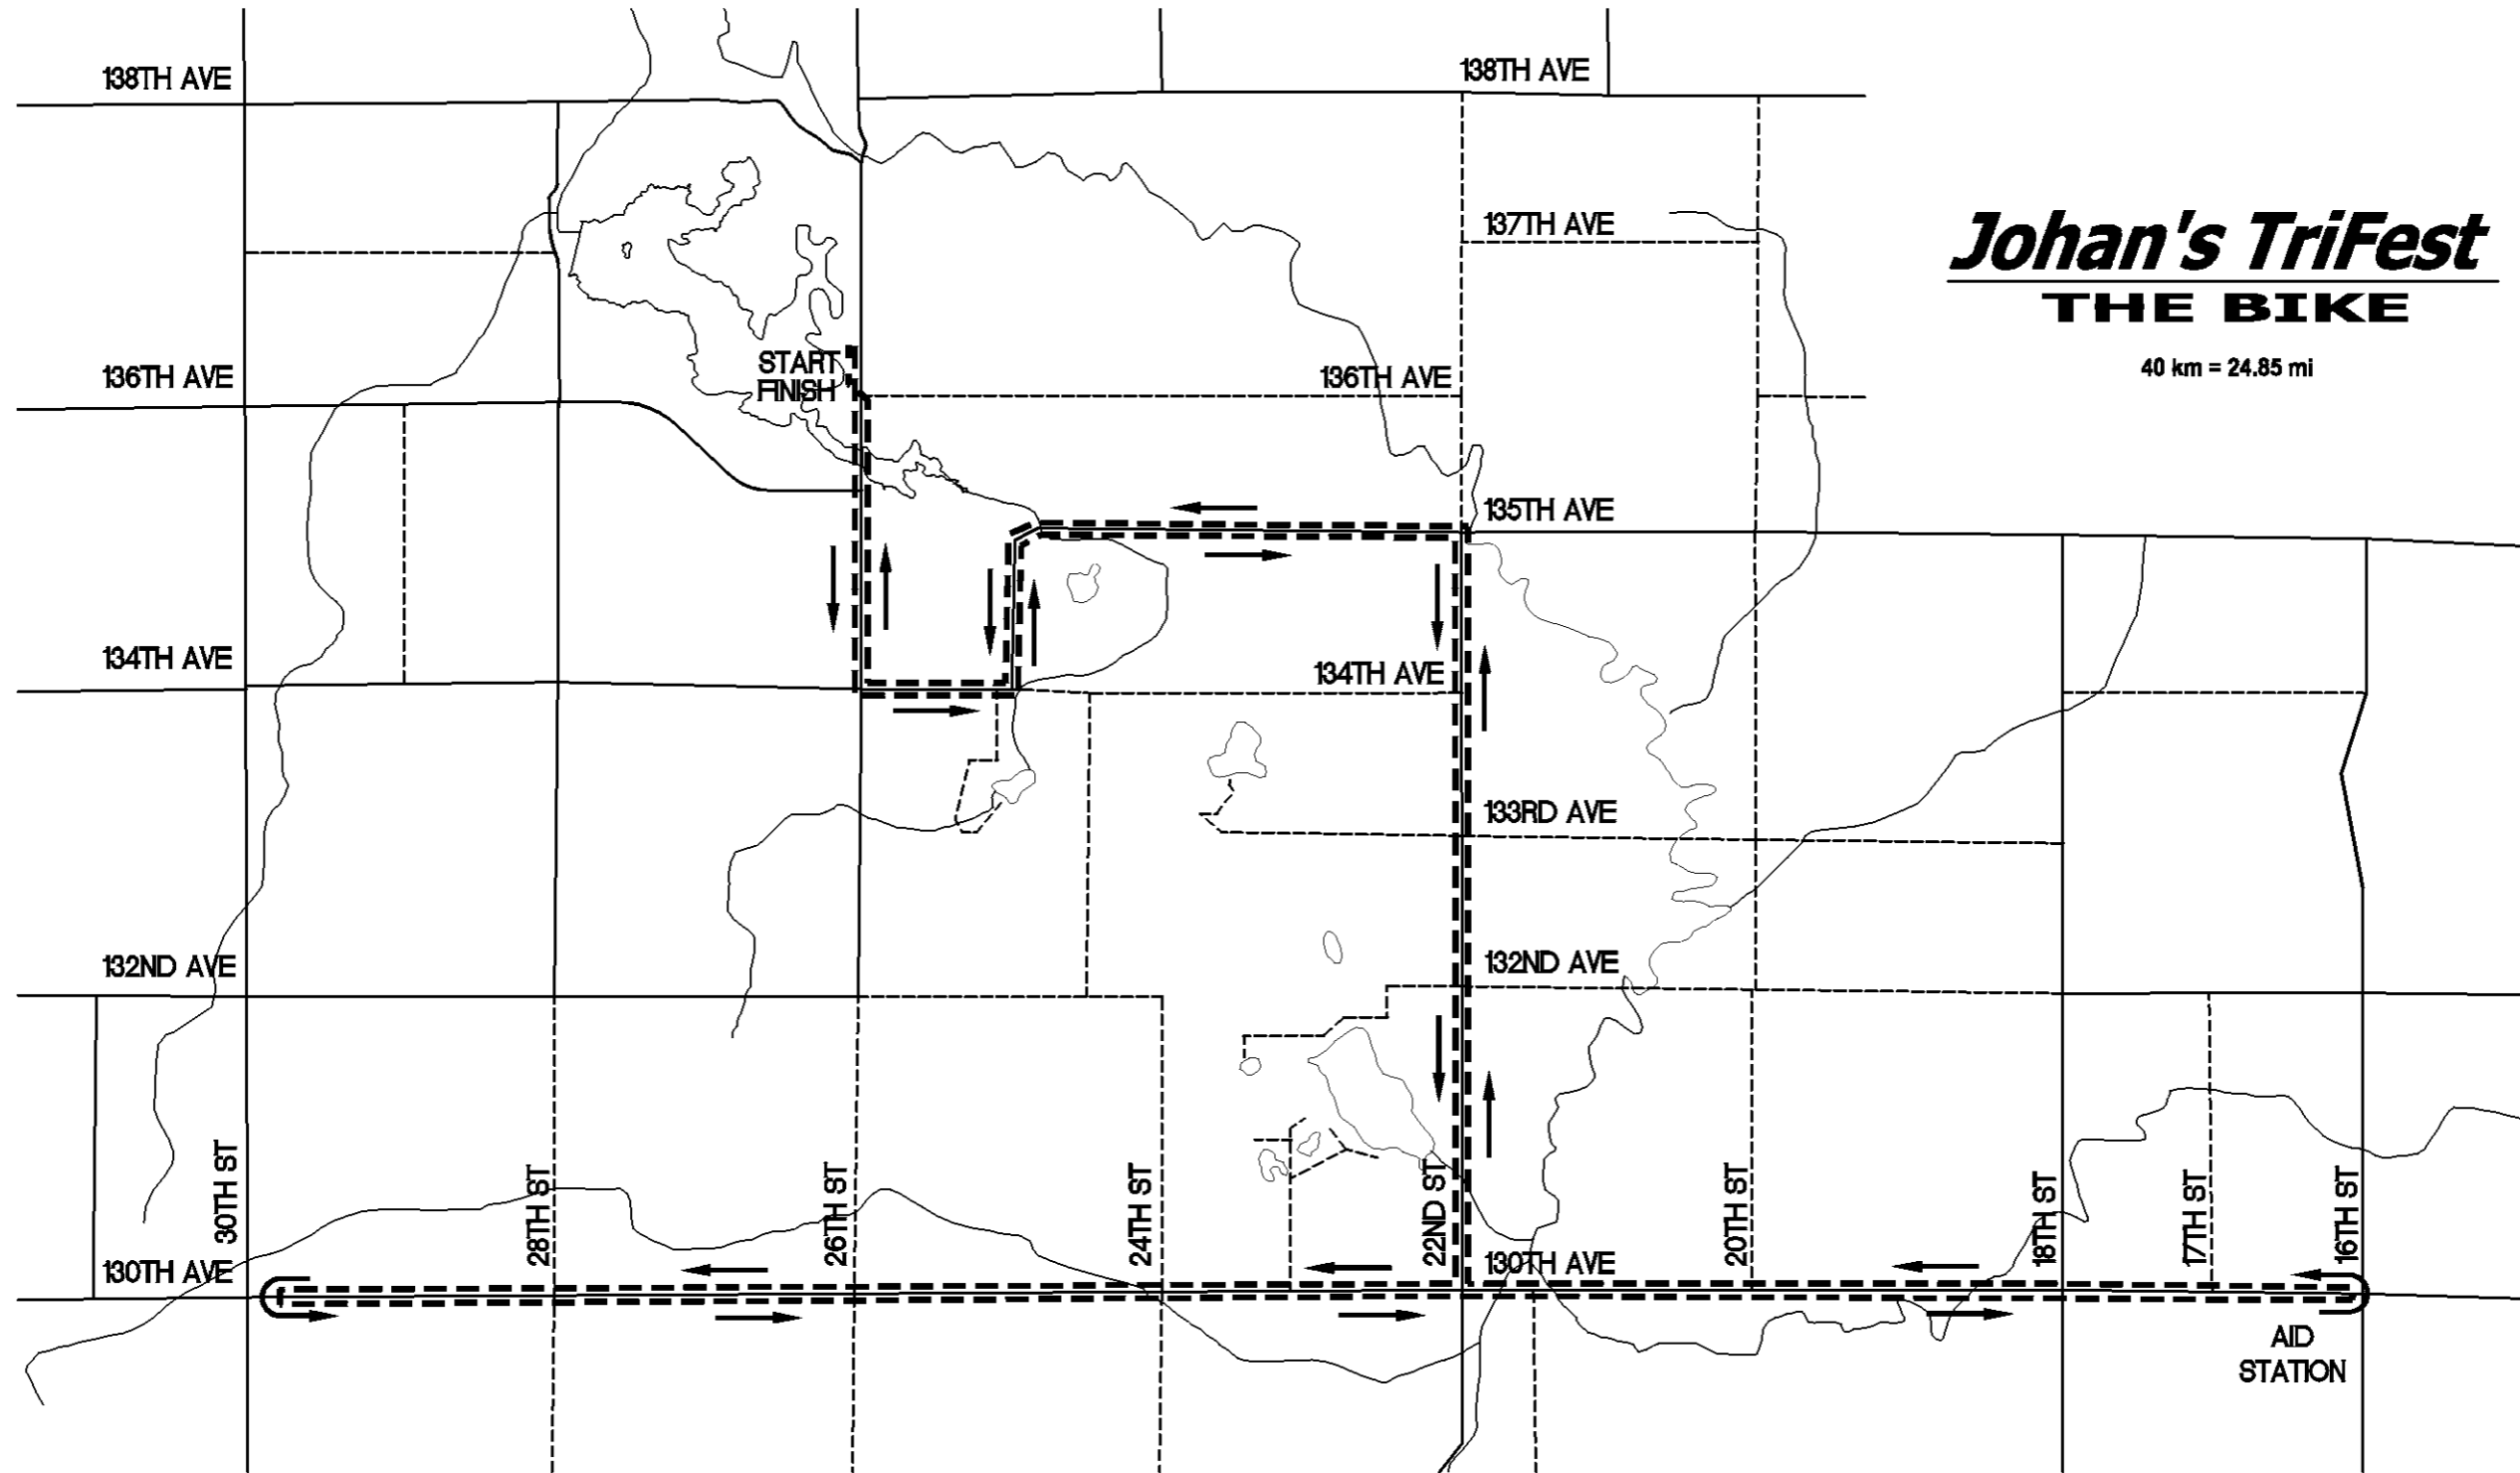 138TH AVE
138TH AVE
137TH AVE
Johan's TriFest
THE BIKE
40 km = 24.85 mi
START
FINISH
136TH AVE
136TH AVE
135TH AVE
134TH AVE
134TH AVE
133RD AVE
132ND AVE
132ND AVE
30TH ST
28TH ST
26TH ST
24TH ST
22ND ST
20TH ST
18TH ST
17TH ST
16TH ST
130TH AVE
130TH AVE
AID
STATION